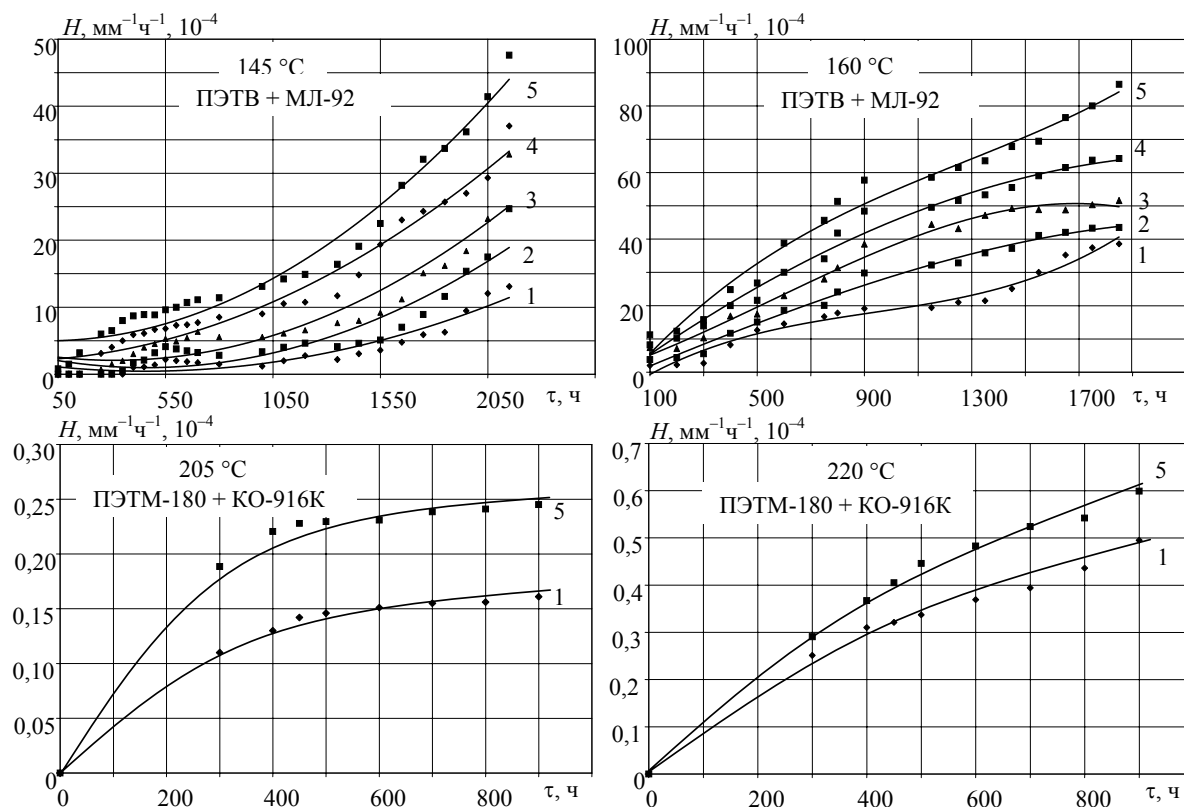 H, мм⁻¹ч⁻¹, 10⁻⁴
50
40
30
20
10
0
145 °C
ПЭТВ + МЛ-92
5
4
3
2
1
50 550 1050 1550 2050 τ, ч
H, мм⁻¹ч⁻¹, 10⁻⁴
100
80
60
40
20
0
160 °C
ПЭТВ + МЛ-92
5
4
3
2
1
100 500 900 1300 1700 τ, ч
H, мм⁻¹ч⁻¹, 10⁻⁴
0,30
0,25
0,20
0,15
0,10
0,05
0,00
205 °C
ПЭТМ-180 + КО-916К
5
1
0 200 400 600 800 τ, ч
H, мм⁻¹ч⁻¹, 10⁻⁴
0,7
0,6
0,5
0,4
0,3
0,2
0,1
0
220 °C
ПЭТМ-180 + КО-916К
5
1
0 200 400 600 800 τ, ч